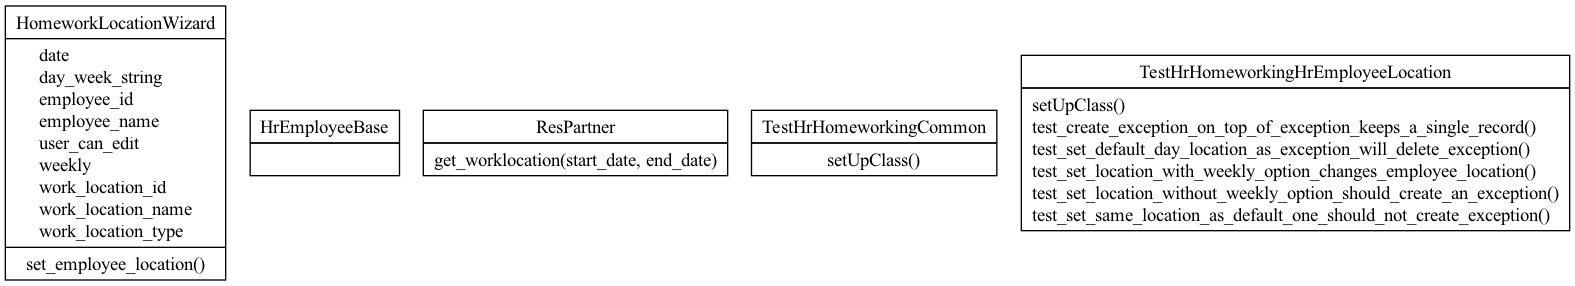 HomeworkLocationWizard
date
day_week_string
employee_id
employee_name
user_can_edit
weekly
work_location_id
work_location_name
work_location_type
set_employee_location()
HrEmployeeBase
ResPartner
get_worklocation(start_date, end_date)
TestHrHomeworkingCommon
setUpClass()
TestHrHomeworkingHrEmployeeLocation
setUpClass()
test_create_exception_on_top_of_exception_keeps_a_single_record()
test_set_default_day_location_as_exception_will_delete_exception()
test_set_location_with_weekly_option_changes_employee_location()
test_set_location_without_weekly_option_should_create_an_exception()
test_set_same_location_as_default_one_should_not_create_exception()